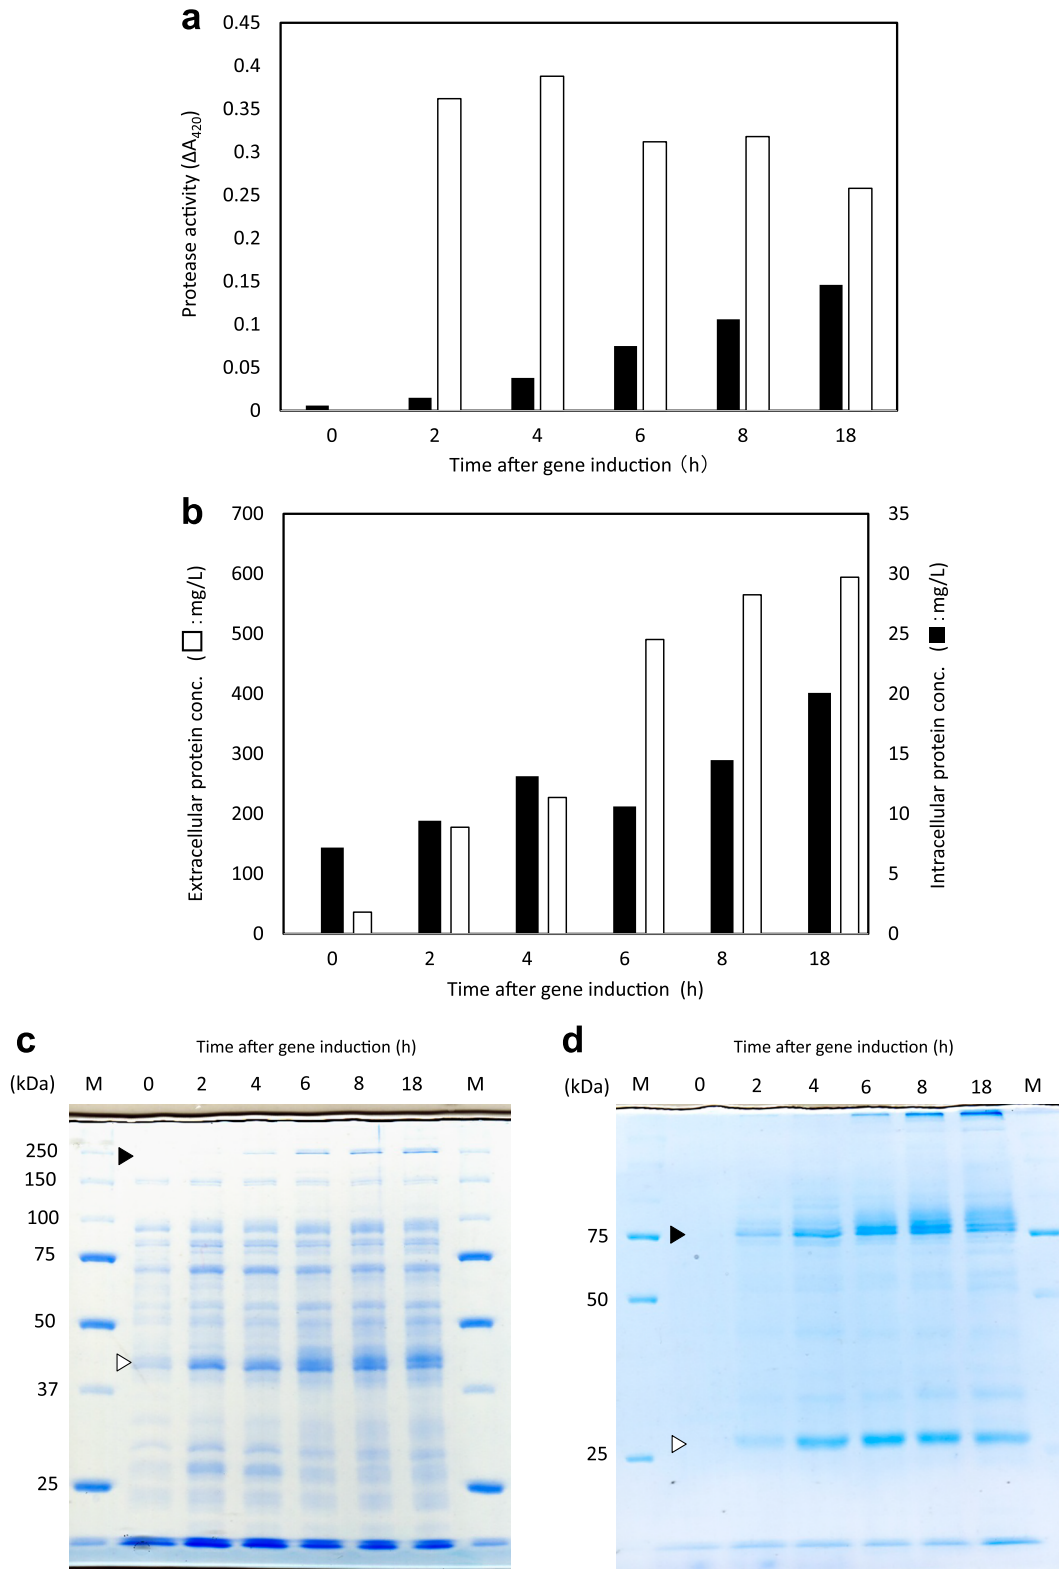 a
0.45
0.4
0.35
0.3
0.25
0.2
0.15
0.1
0.05
0
Protease activity (ΔA420)
0 2 4 6 8 18
Time after gene induction (h)
b
700 35
600 30
500 25
400 20
300 15
200 10
100 5
0 0
Extracellular protein conc. ( : mg/L)
Intracellular protein conc. ( : mg/L)
0 2 4 6 8 18
Time after gene induction (h)
c
Time after gene induction (h)
(kDa) M 0 2 4 6 8 18 M
250
150
100
75
50
37
25
d
Time after gene induction (h)
(kDa) M 0 2 4 6 8 18 M
75
50
25